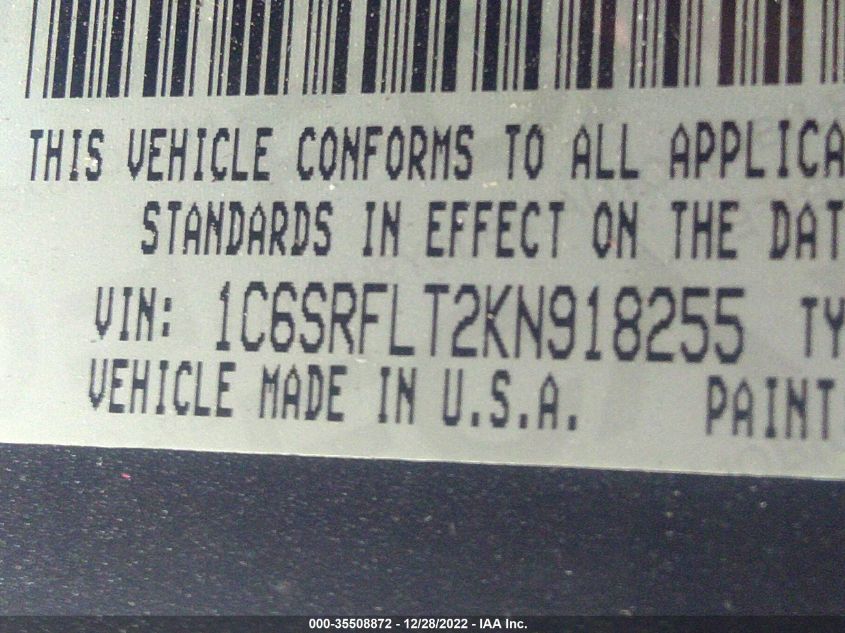 THIS VEHICLE CONFORMS TO ALL APPLICA
STANDARDS IN EFFECT ON THE DAT
VIN: 1C6SRFLT2KN918255 TY
VEHICLE MADE IN U.S.A. PAINT
000-35508872 - 12/28/2022 - IAA Inc.